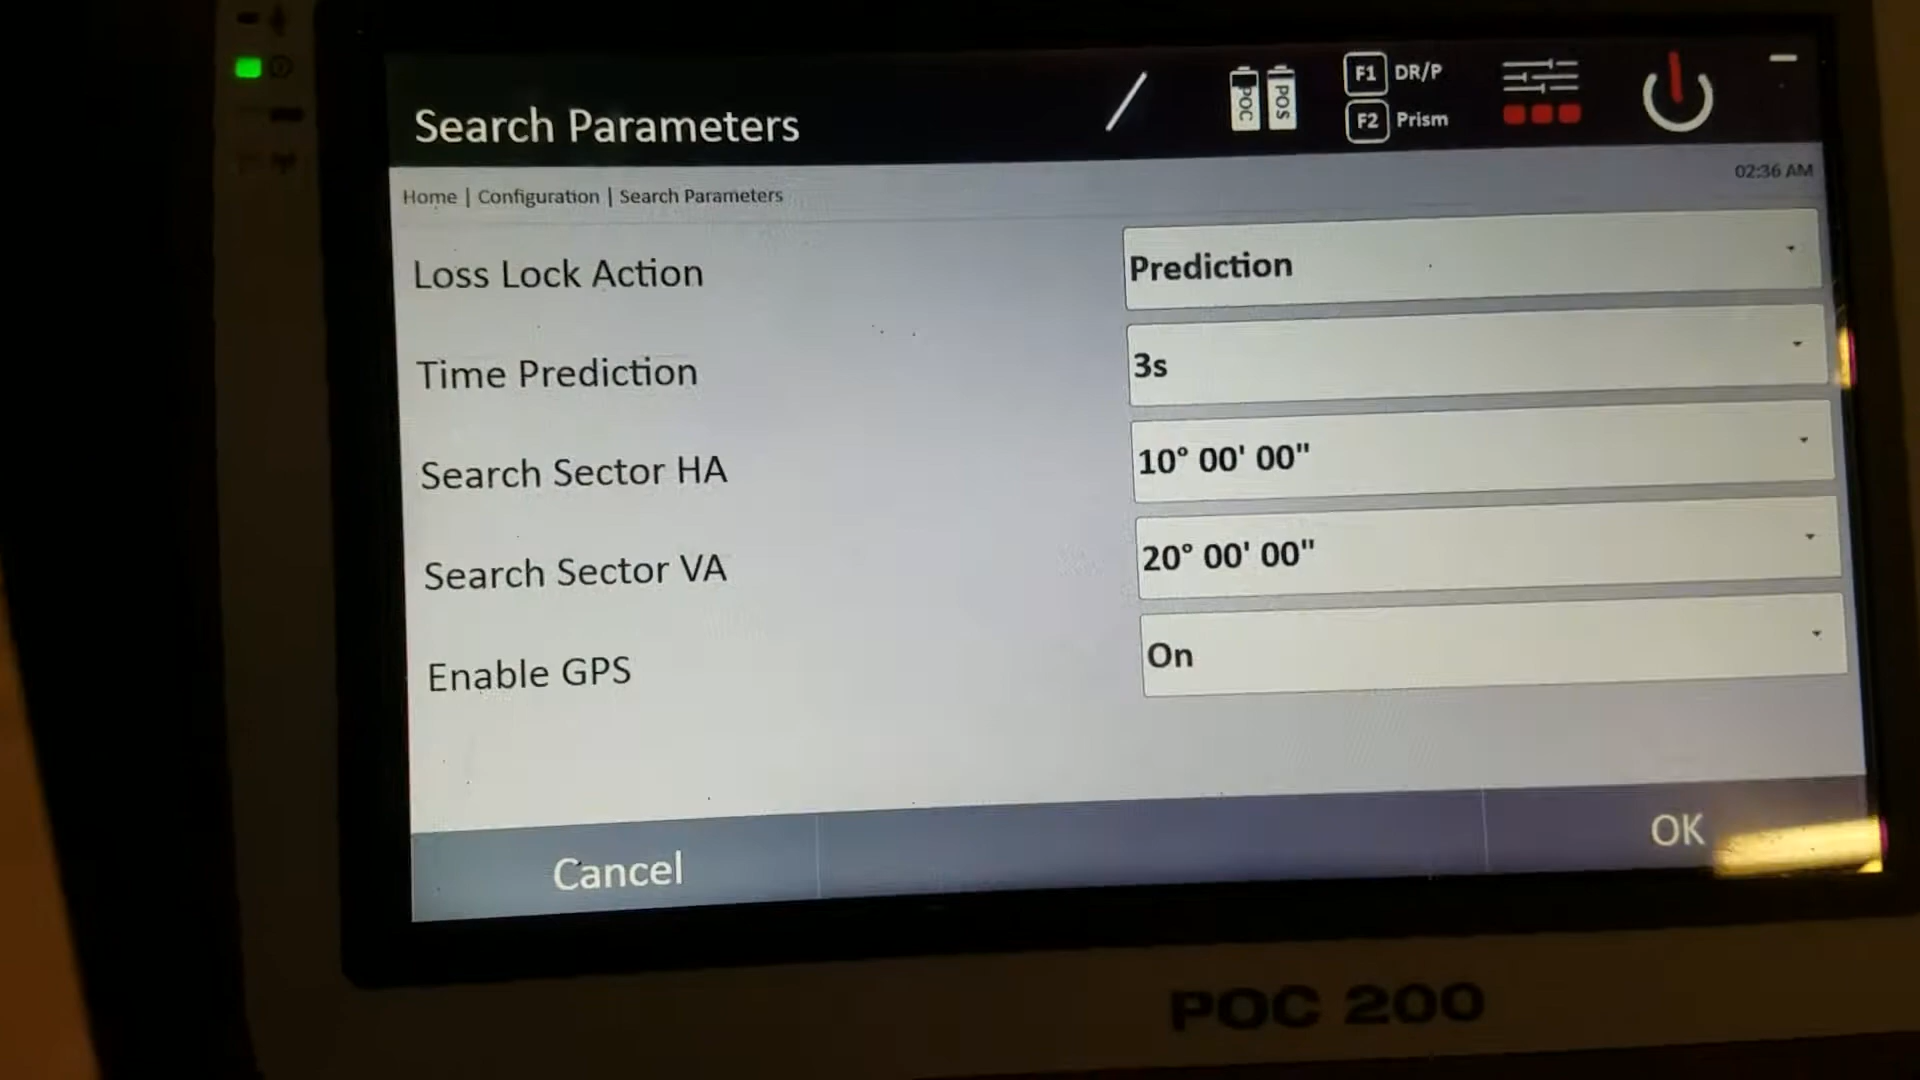 Search Parameters
POC
POS
F1 DR/P
F2 Prism
Home | Configuration | Search Parameters
02:36 AM
Loss Lock Action
Prediction
Time Prediction
3s
Search Sector HA
10° 00' 00"
Search Sector VA
20° 00' 00"
Enable GPS
On
Cancel
OK
POC 200